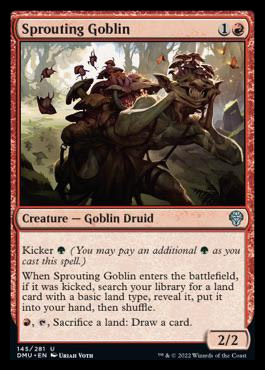 Sprouting Goblin 1
Creature — Goblin Druid
Kicker (You may pay an additional as you
cast this spell.)
When Sprouting Goblin enters the battlefield,
if it was kicked, search your library for a land
card with a basic land type, reveal it, put it
into your hand, then shuffle.
, , Sacrifice a land: Draw a card.
2/2
145/281 U
DMU • EN Uriah Voth
™ & © 2022 Wizards of the Coast